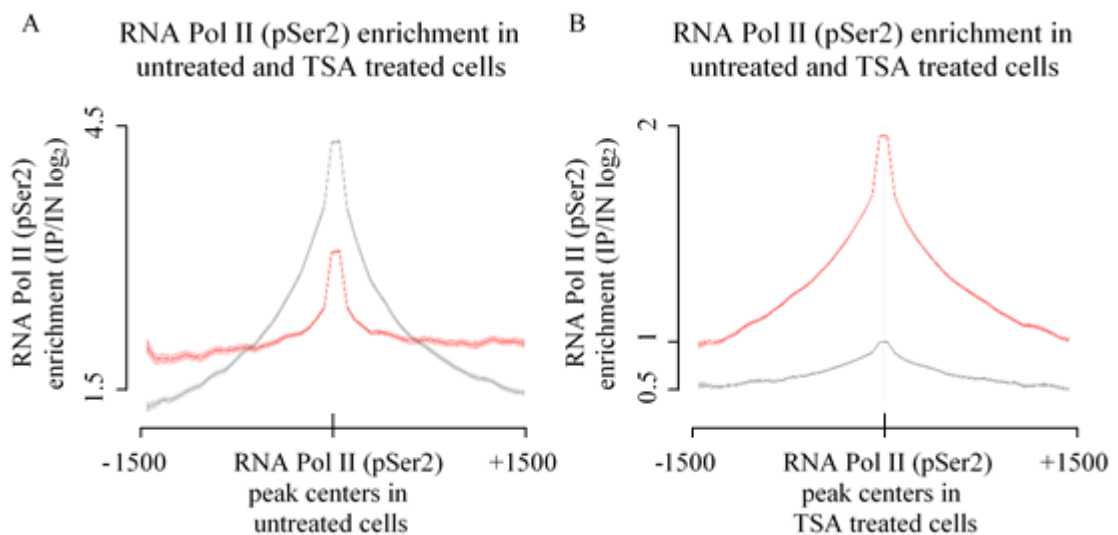 A
RNA Pol II (pSer2) enrichment in
untreated and TSA treated cells
RNA Pol II (pSer2)
enrichment (IP/IN log₂)
4.5
1.5
-1500
RNA Pol II (pSer2)
peak centers in
untreated cells
+1500
B
RNA Pol II (pSer2) enrichment in
untreated and TSA treated cells
RNA Pol II (pSer2)
enrichment (IP/IN log₂)
2
1
0.5
-1500
RNA Pol II (pSer2)
peak centers in
TSA treated cells
+1500